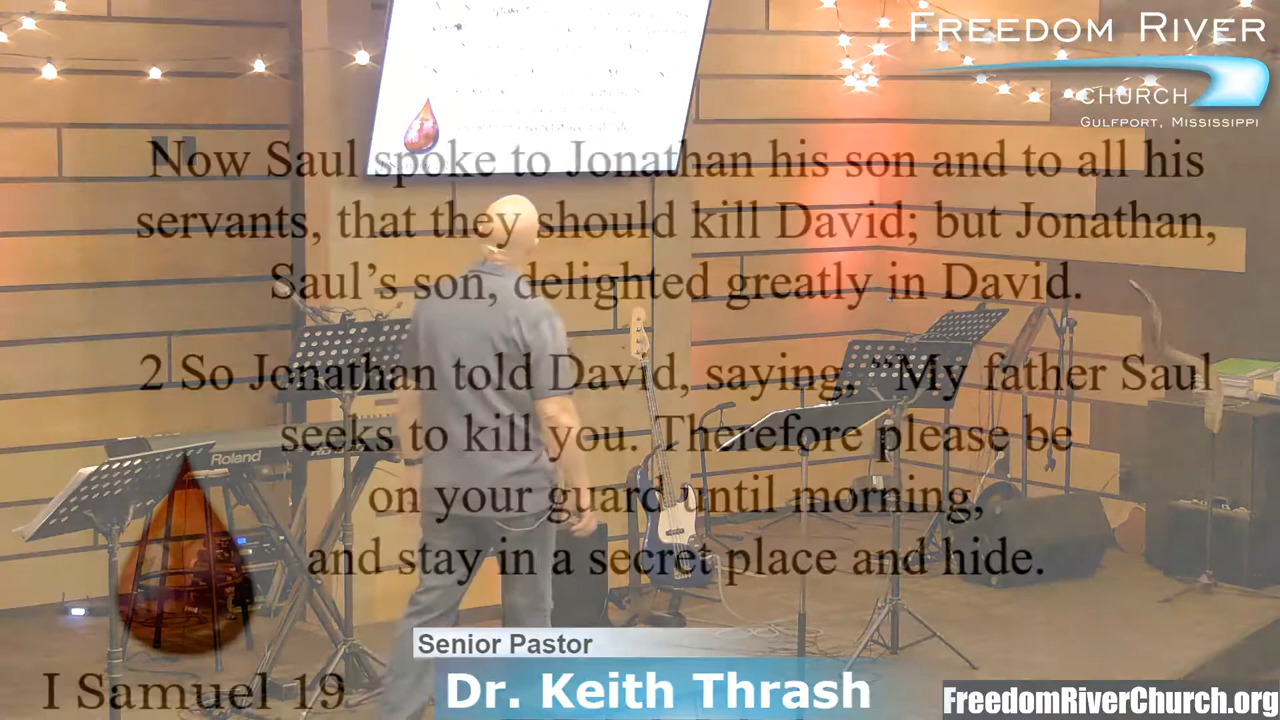 Freedom River
Church
Gulfport, Mississippi
Now Saul spoke to Jonathan his son and to all his
servants, that they should kill David; but Jonathan,
Saul’s son, delighted greatly in David.
2 So Jonathan told David, saying, “My father Saul
seeks to kill you. Therefore please be
on your guard until morning,
and stay in a secret place and hide.
Roland
I Samuel 19
Senior Pastor
Dr. Keith Thrash
FreedomRiverChurch.org